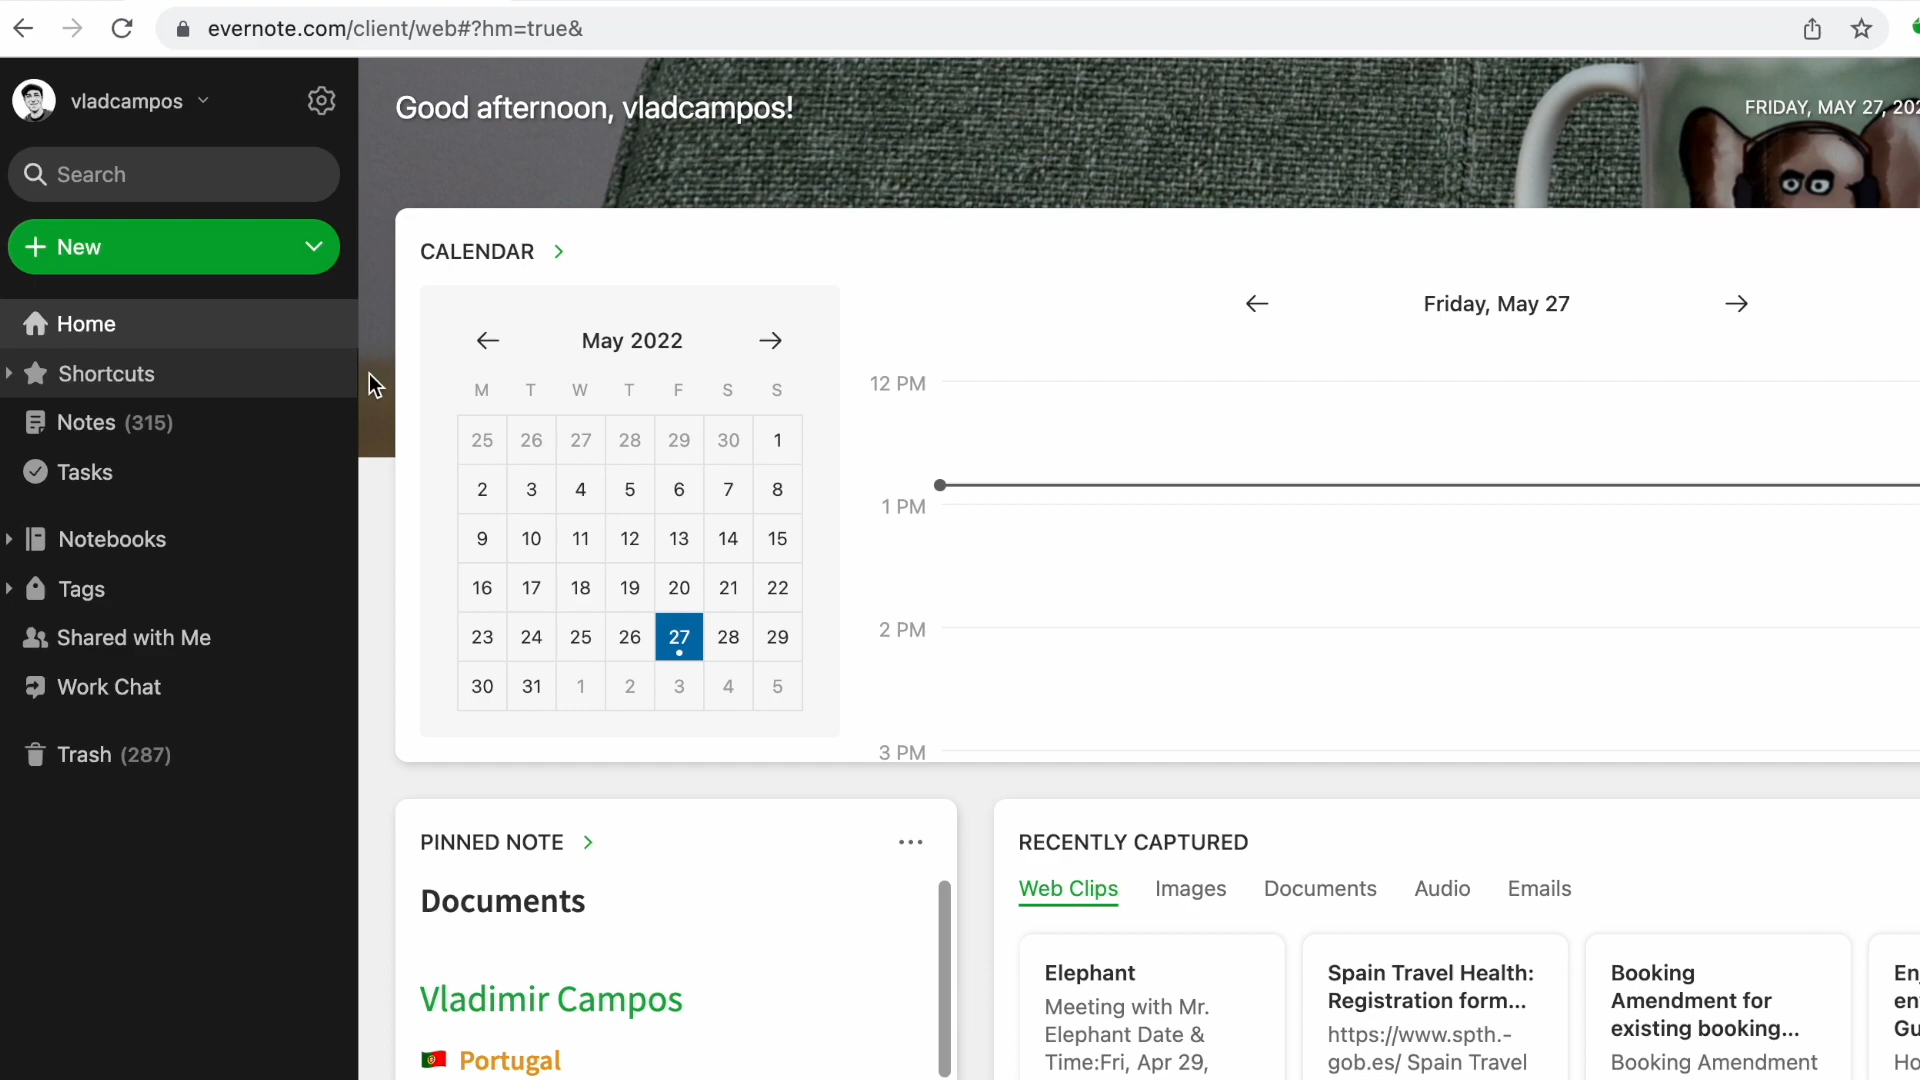 evernote.com/client/web#?hm=true&
vladcampos
Search
New
Home
Shortcuts
Notes (315)
Tasks
Notebooks
Tags
Shared with Me
Work Chat
Trash (287)
Good afternoon, vladcampos!
FRIDAY, MAY 27,
CALENDAR
May 2022
M T W T F S S
25 26 27 28 29 30 1
2 3 4 5 6 7 8
9 10 11 12 13 14 15
16 17 18 19 20 21 22
23 24 25 26 27 28 29
30 31 1 2 3 4 5
Friday, May 27
12 PM
1 PM
2 PM
3 PM
PINNED NOTE
Documents
Vladimir Campos
Portugal
RECENTLY CAPTURED
Web Clips Images Documents Audio Emails
Elephant
Meeting with Mr.
Elephant Date &
Time:Fri, Apr 29,
Spain Travel Health:
Registration form...
https://www.spth.-
gob.es/ Spain Travel
Booking
Amendment for
existing booking...
Booking Amendment